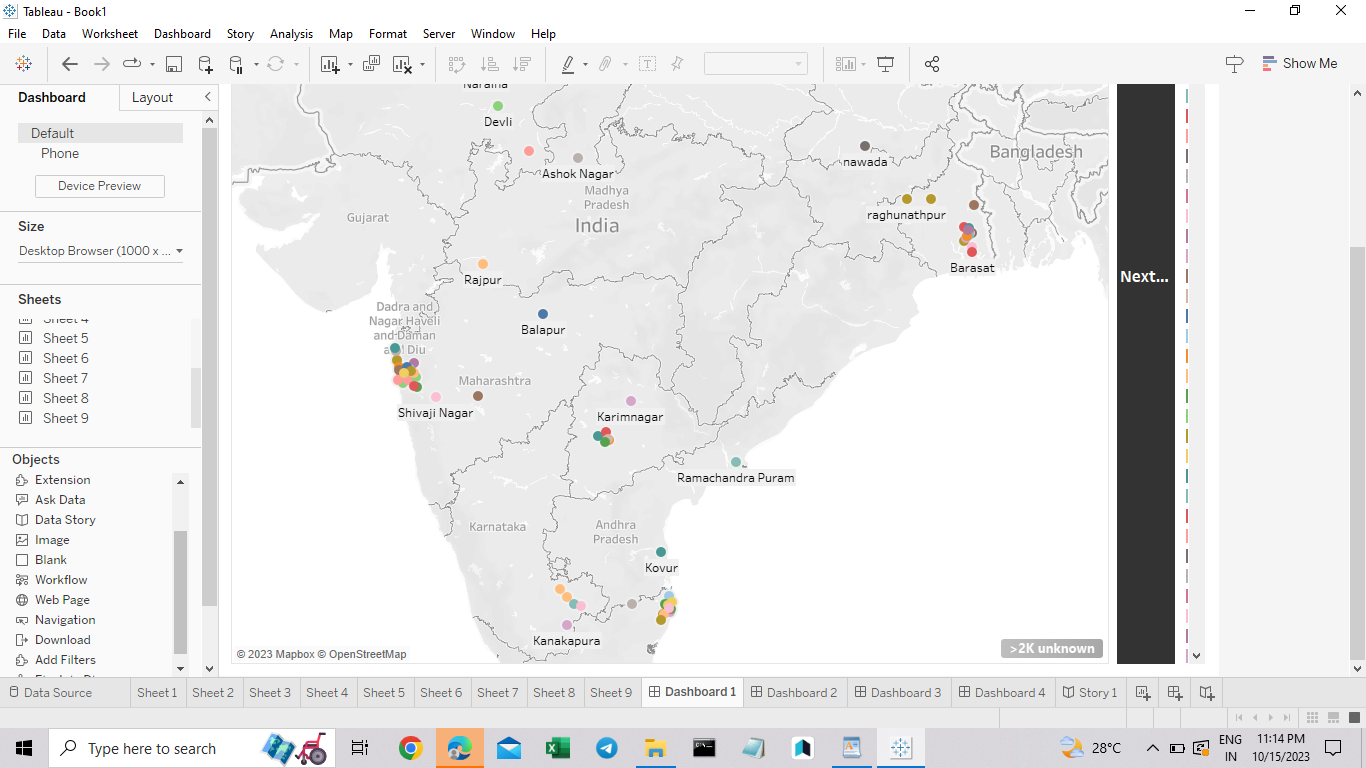 Tableau - Book1
File Data Worksheet Dashboard Story Analysis Map Format Server Window Help
Show Me
Dashboard Layout
Default
Phone
Device Preview
Size
Desktop Browser (1000 x ...
Sheets
Sheet 4
Sheet 5
Sheet 6
Sheet 7
Sheet 8
Sheet 9
Objects
Extension
Ask Data
Data Story
Image
Blank
Workflow
Web Page
Navigation
Download
Add Filters
Devli
Ashok Nagar
Madhya
Pradesh
India
Gujarat
nawada
Bangladesh
raghunathpur
Barasat
Rajpur
Dadra and
Nagar Haveli
and Daman
and Diu
Balapur
Maharashtra
Shivaji Nagar
Karimnagar
Ramachandra Puram
Karnataka
Andhra
Pradesh
Kovur
Kanakapura
© 2023 Mapbox © OpenStreetMap
>2K unknown
Next...
Data Source Sheet 1 Sheet 2 Sheet 3 Sheet 4 Sheet 5 Sheet 6 Sheet 7 Sheet 8 Sheet 9 Dashboard 1 Dashboard 2 Dashboard 3 Dashboard 4 Story 1
Type here to search
28°C
ENG
IN
11:14 PM
10/15/2023